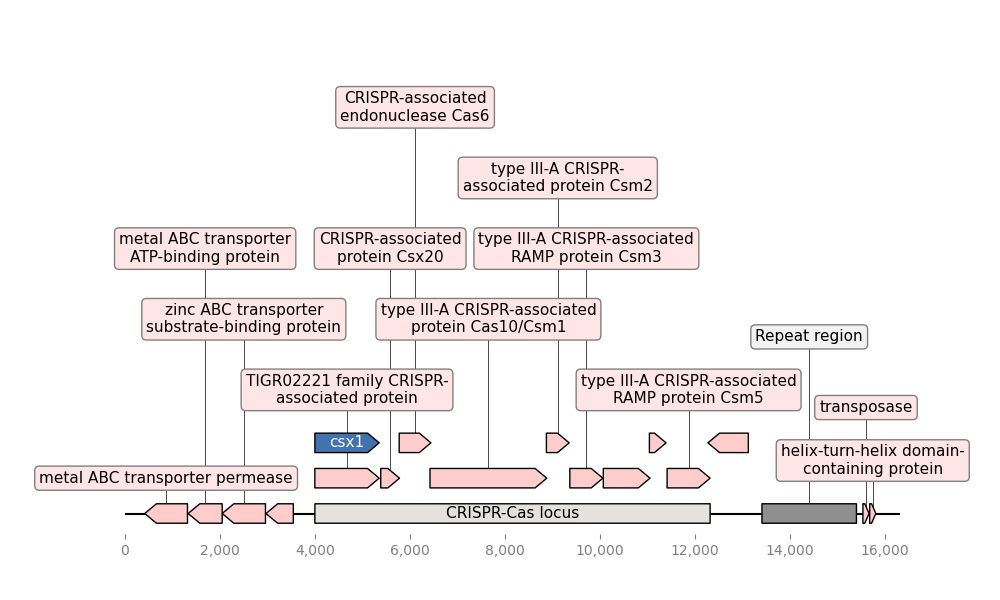 CRISPR-associated
endonuclease Cas6
type III-A CRISPR-
associated protein Csm2
metal ABC transporter
ATP-binding protein
CRISPR-associated
protein Csx20
type III-A CRISPR-associated
RAMP protein Csm3
zinc ABC transporter
substrate-binding protein
type III-A CRISPR-associated
protein Cas10/Csm1
Repeat region
TIGR02221 family CRISPR-
associated protein
type III-A CRISPR-associated
RAMP protein Csm5
transposase
csx1
helix-turn-helix domain-
containing protein
metal ABC transporter permease
CRISPR-Cas locus
0 2,000 4,000 6,000 8,000 10,000 12,000 14,000 16,000